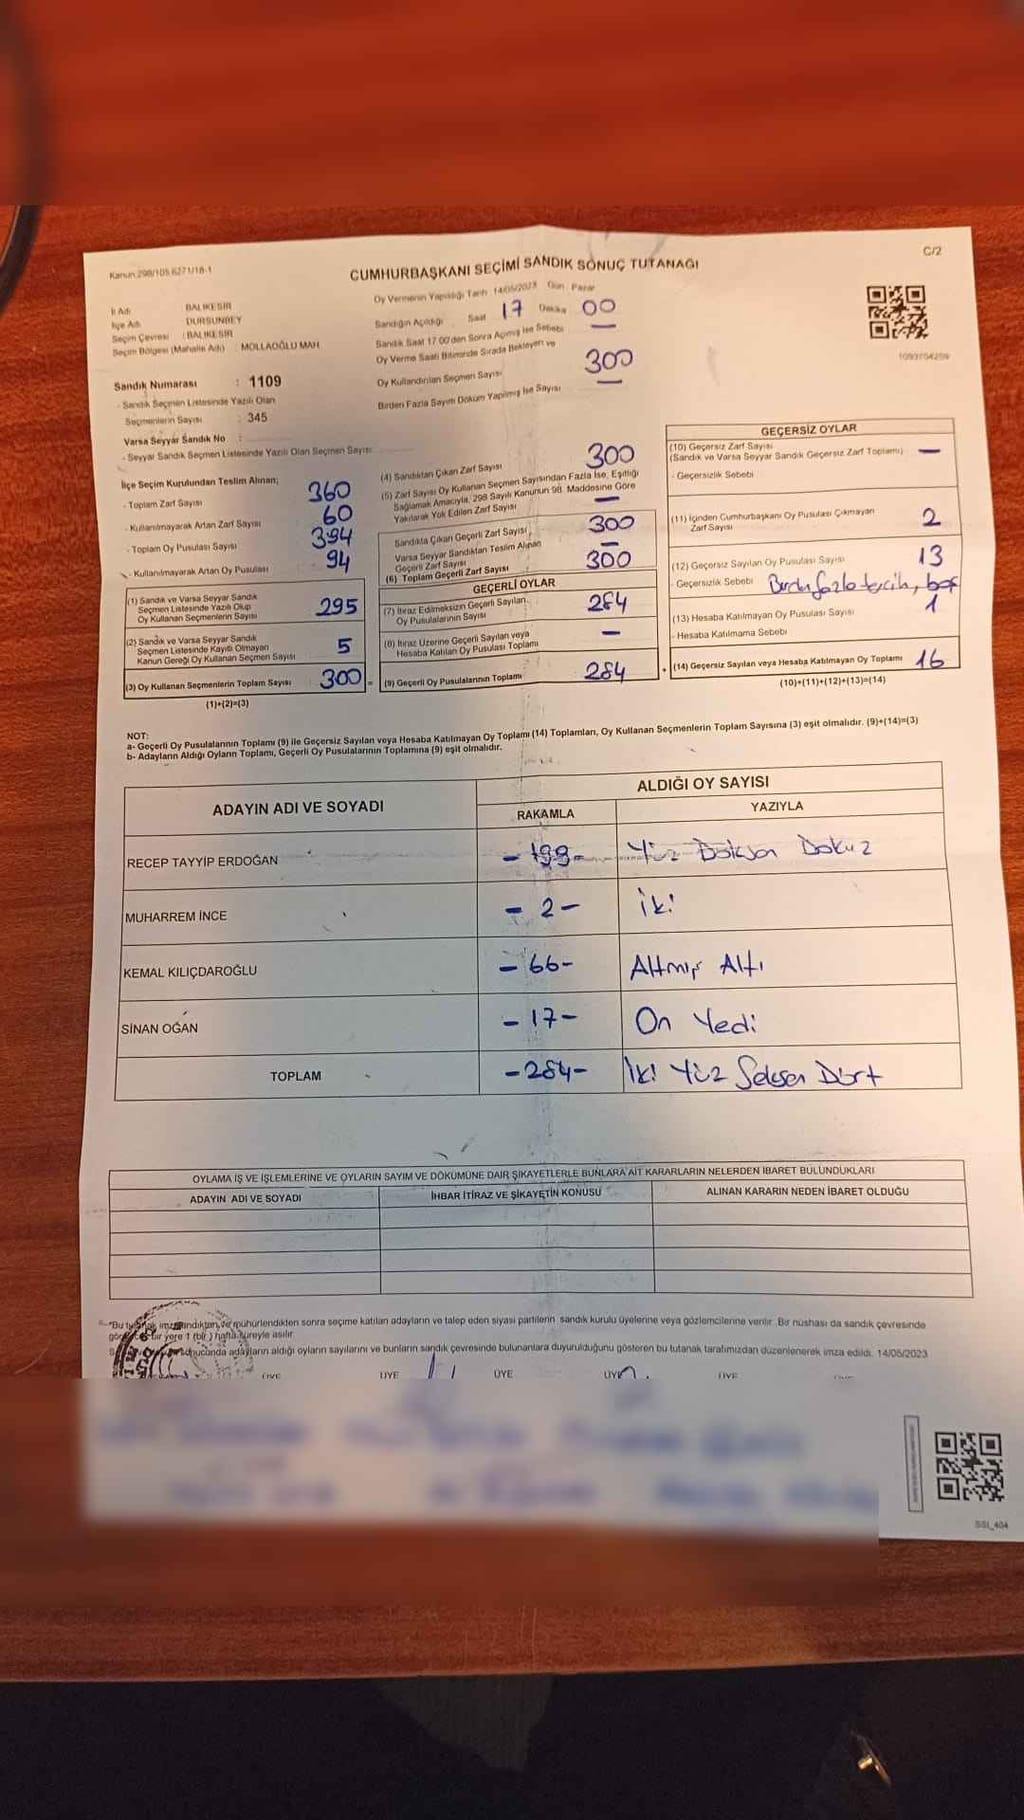 Kanun 298/105 6271/18-1
C/2
CUMHURBAŞKANI SEÇİMİ SANDIK SONUÇ TUTANAĞI
İl Adı BALIKESİR
İlçe Adı DURSUNBEY
Seçim Çevresi : BALIKESİR
Seçim Bölgesi (Mahalle Adı) : MOLLAOĞLU MAH.
Sandık Numarası : 1109
- Sandık Seçmen Listesinde Yazılı Olan
Seçmenlerin Sayısı : 345
Varsa Seyyar Sandık No :
- Seyyar Sandık Seçmen Listesinde Yazılı Olan Seçmen Sayısı:
Oy Vermenin Yapıldığı Tarih 14/05/2023 Gün: Pazar
Sandığın Açıldığı : Saat 17 Dakika 00
Sandık Saat 17.00'den Sonra Açılmış İse Sebebi —
Oy Verme Saati Bitiminde Sırada Bekleyen ve
Oy Kullandırılan Seçmen Sayısı 300
Birden Fazla Sayım Döküm Yapılmış İse Sayısı —
1093704259
İlçe Seçim Kurulundan Teslim Alınan;
- Toplam Zarf Sayısı 360
- Kullanılmayarak Artan Zarf Sayısı 60
- Toplam Oy Pusulası Sayısı 394
- Kullanılmayarak Artan Oy Pusulası 94
(1) Sandık ve Varsa Seyyar Sandık
Seçmen Listesinde Yazılı Olup
Oy Kullanan Seçmenlerin Sayısı 295
(2) Sandık ve Varsa Seyyar Sandık
Seçmen Listesinde Kayıtlı Olmayan
Kanun Gereği Oy Kullanan Seçmen Sayısı 5
(3) Oy Kullanan Seçmenlerin Toplam Sayısı 300
(1)+(2)=(3)
(4) Sandıktan Çıkan Zarf Sayısı 300
(5) Zarf Sayısı Oy Kullanan Seçmen Sayısından Fazla İse; Eşitliği
Sağlamak Amacıyla, 298 Sayılı Kanunun 98. Maddesine Göre
Yakılarak Yok Edilen Zarf Sayısı —
Sandıkta Çıkan Geçerli Zarf Sayısı 300
Varsa Seyyar Sandıktan Teslim Alınan
Geçerli Zarf Sayısı —
(6) Toplam Geçerli Zarf Sayısı 300
GEÇERLİ OYLAR
(7) İtiraz Edilmeksizin Geçerli Sayılan
Oy Pusulalarının Sayısı 284
(8) İtiraz Üzerine Geçerli Sayılan veya
Hesaba Katılan Oy Pusulası Toplamı —
= (9) Geçerli Oy Pusulalarının Toplamı 284
GEÇERSİZ OYLAR
(10) Geçersiz Zarf Sayısı
(Sandık ve Varsa Seyyar Sandık Geçersiz Zarf Toplamı) —
- Geçersizlik Sebebi
(11) İçinden Cumhurbaşkanı Oy Pusulası Çıkmayan
Zarf Sayısı 2
(12) Geçersiz Sayılan Oy Pusulası Sayısı 13
- Geçersizlik Sebebi Birden fazla tercih, boş
(13) Hesaba Katılmayan Oy Pusulası Sayısı 1
- Hesaba Katılmama Sebebi
+ (14) Geçersiz Sayılan veya Hesaba Katılmayan Oy Toplamı 16
(10)+(11)+(12)+(13)=(14)
NOT:
a- Geçerli Oy Pusulalarının Toplamı (9) ile Geçersiz Sayılan veya Hesaba Katılmayan Oy Toplamı (14) Toplamları, Oy Kullanan Seçmenlerin Toplam Sayısına (3) eşit olmalıdır. (9)+(14)=(3)
b- Adayların Aldığı Oyların Toplamı, Geçerli Oy Pusulalarının Toplamına (9) eşit olmalıdır.
ADAYIN ADI VE SOYADI
ALDIĞI OY SAYISI
RAKAMLA YAZIYLA
RECEP TAYYİP ERDOĞAN - 199 - Yüz Doksan Dokuz
MUHARREM İNCE - 2 - İki
KEMAL KILIÇDAROĞLU - 66 - Altmış Altı
SİNAN OĞAN - 17 - On Yedi
TOPLAM - 284 - İki Yüz Seksen Dört
OYLAMA İŞ VE İŞLEMLERİNE VE OYLARIN SAYIM VE DÖKÜMÜNE DAİR ŞİKAYETLERLE BUNLARA AİT KARARLARIN NELERDEN İBARET BULUNDUKLARI
ADAYIN ADI VE SOYADI İHBAR İTİRAZ VE ŞİKAYETİN KONUSU ALINAN KARARIN NEDEN İBARET OLDUĞU
mühürlendikten sonra seçime katılan adayların ve talep eden siyasi partilerin sandık kurulu üyelerine veya gözlemcilerine verilir. Bir nüshası da sandık çevresinde
bir yere 1 (bir) hafta süreyle asılır.
sonucunda adayların aldığı oyların sayılarını ve bunların sandık çevresinde bulunanlara duyurulduğunu gösteren bu tutanak tarafımızdan düzenlenerek imza edildi. 14/05/2023
ÜYE ÜYE ÜYE ÜYE ÜYE
SSI_404